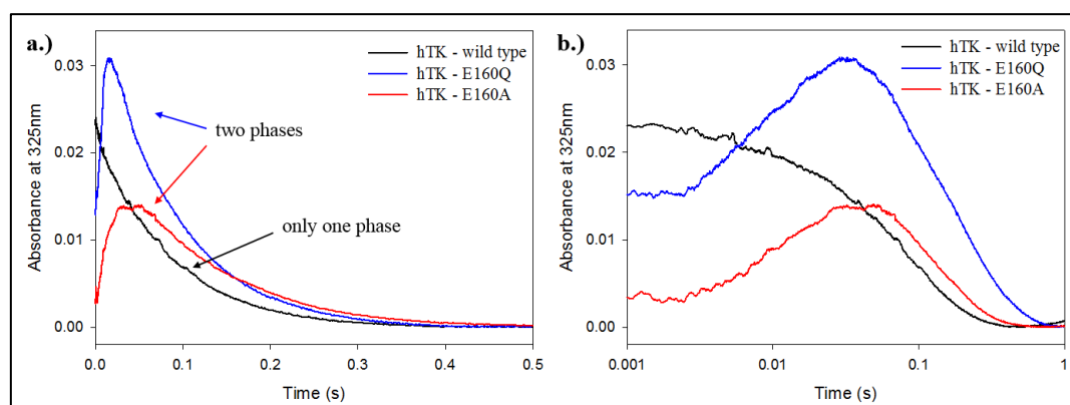 a.)
hTK - wild type
hTK - E160Q
hTK - E160A
two phases
only one phase
Absorbance at 325nm
0.03
0.02
0.01
0.00
0.0 0.1 0.2 0.3 0.4 0.5
Time (s)
b.)
hTK - wild type
hTK - E160Q
hTK - E160A
Absorbance at 325nm
0.03
0.02
0.01
0.00
0.001 0.01 0.1 1
Time (s)